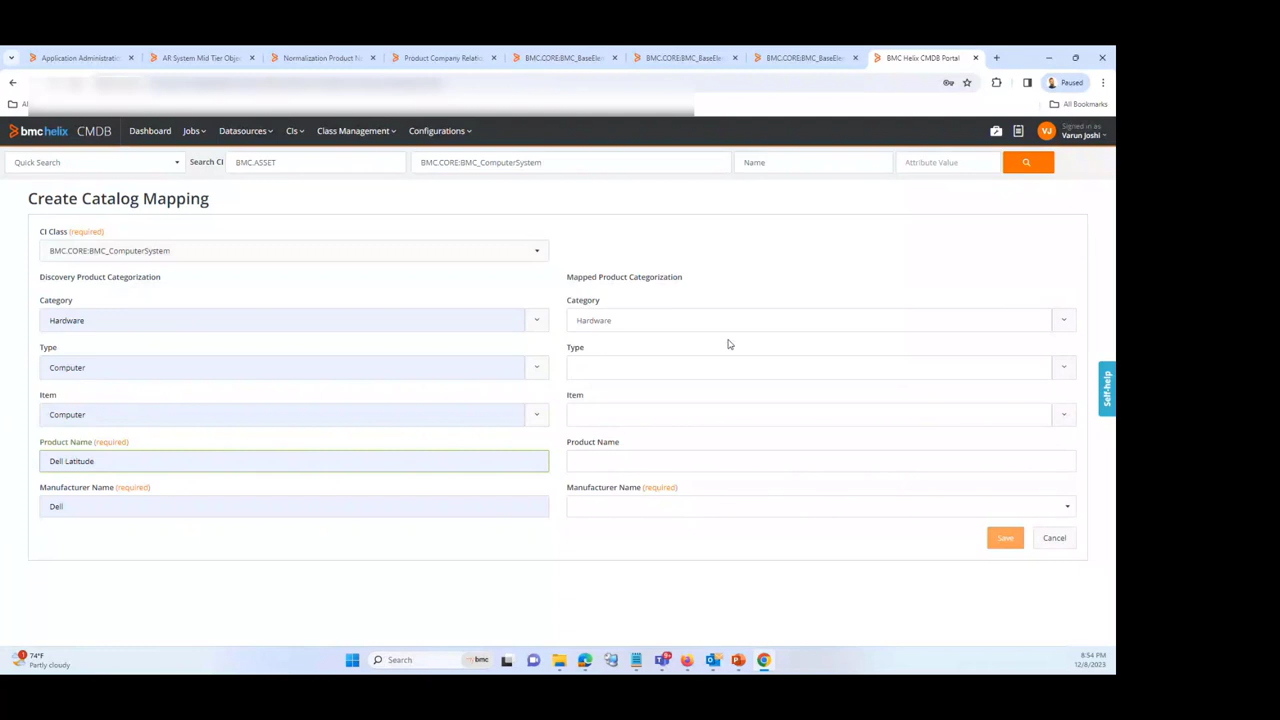 Application Administrati
AR System Mid Tier Obje
Normalization Product N
Product Company Relati
BMC.CORE:BMC_BaseEle
BMC.CORE:BMC_BaseEle
BMC.CORE:BMC_BaseEle
BMC Helix CMDB Portal
Paused
All Bookmarks
bmchelix CMDB
Dashboard
Jobs
Datasources
CIs
Class Management
Configurations
VJ
Signed in as
Varun Joshi
Quick Search
Search CI
BMC.ASSET
BMC.CORE:BMC_ComputerSystem
Name
Attribute Value
Create Catalog Mapping
CI Class (required)
BMC.CORE:BMC_ComputerSystem
Discovery Product Categorization
Mapped Product Categorization
Category
Category
Hardware
Hardware
Type
Type
Computer
Item
Item
Computer
Product Name (required)
Product Name
Dell Latitude
Manufacturer Name (required)
Manufacturer Name (required)
Dell
Save
Cancel
Self-help
74°F
Partly cloudy
Search
bmc
8:54 PM
12/8/2023